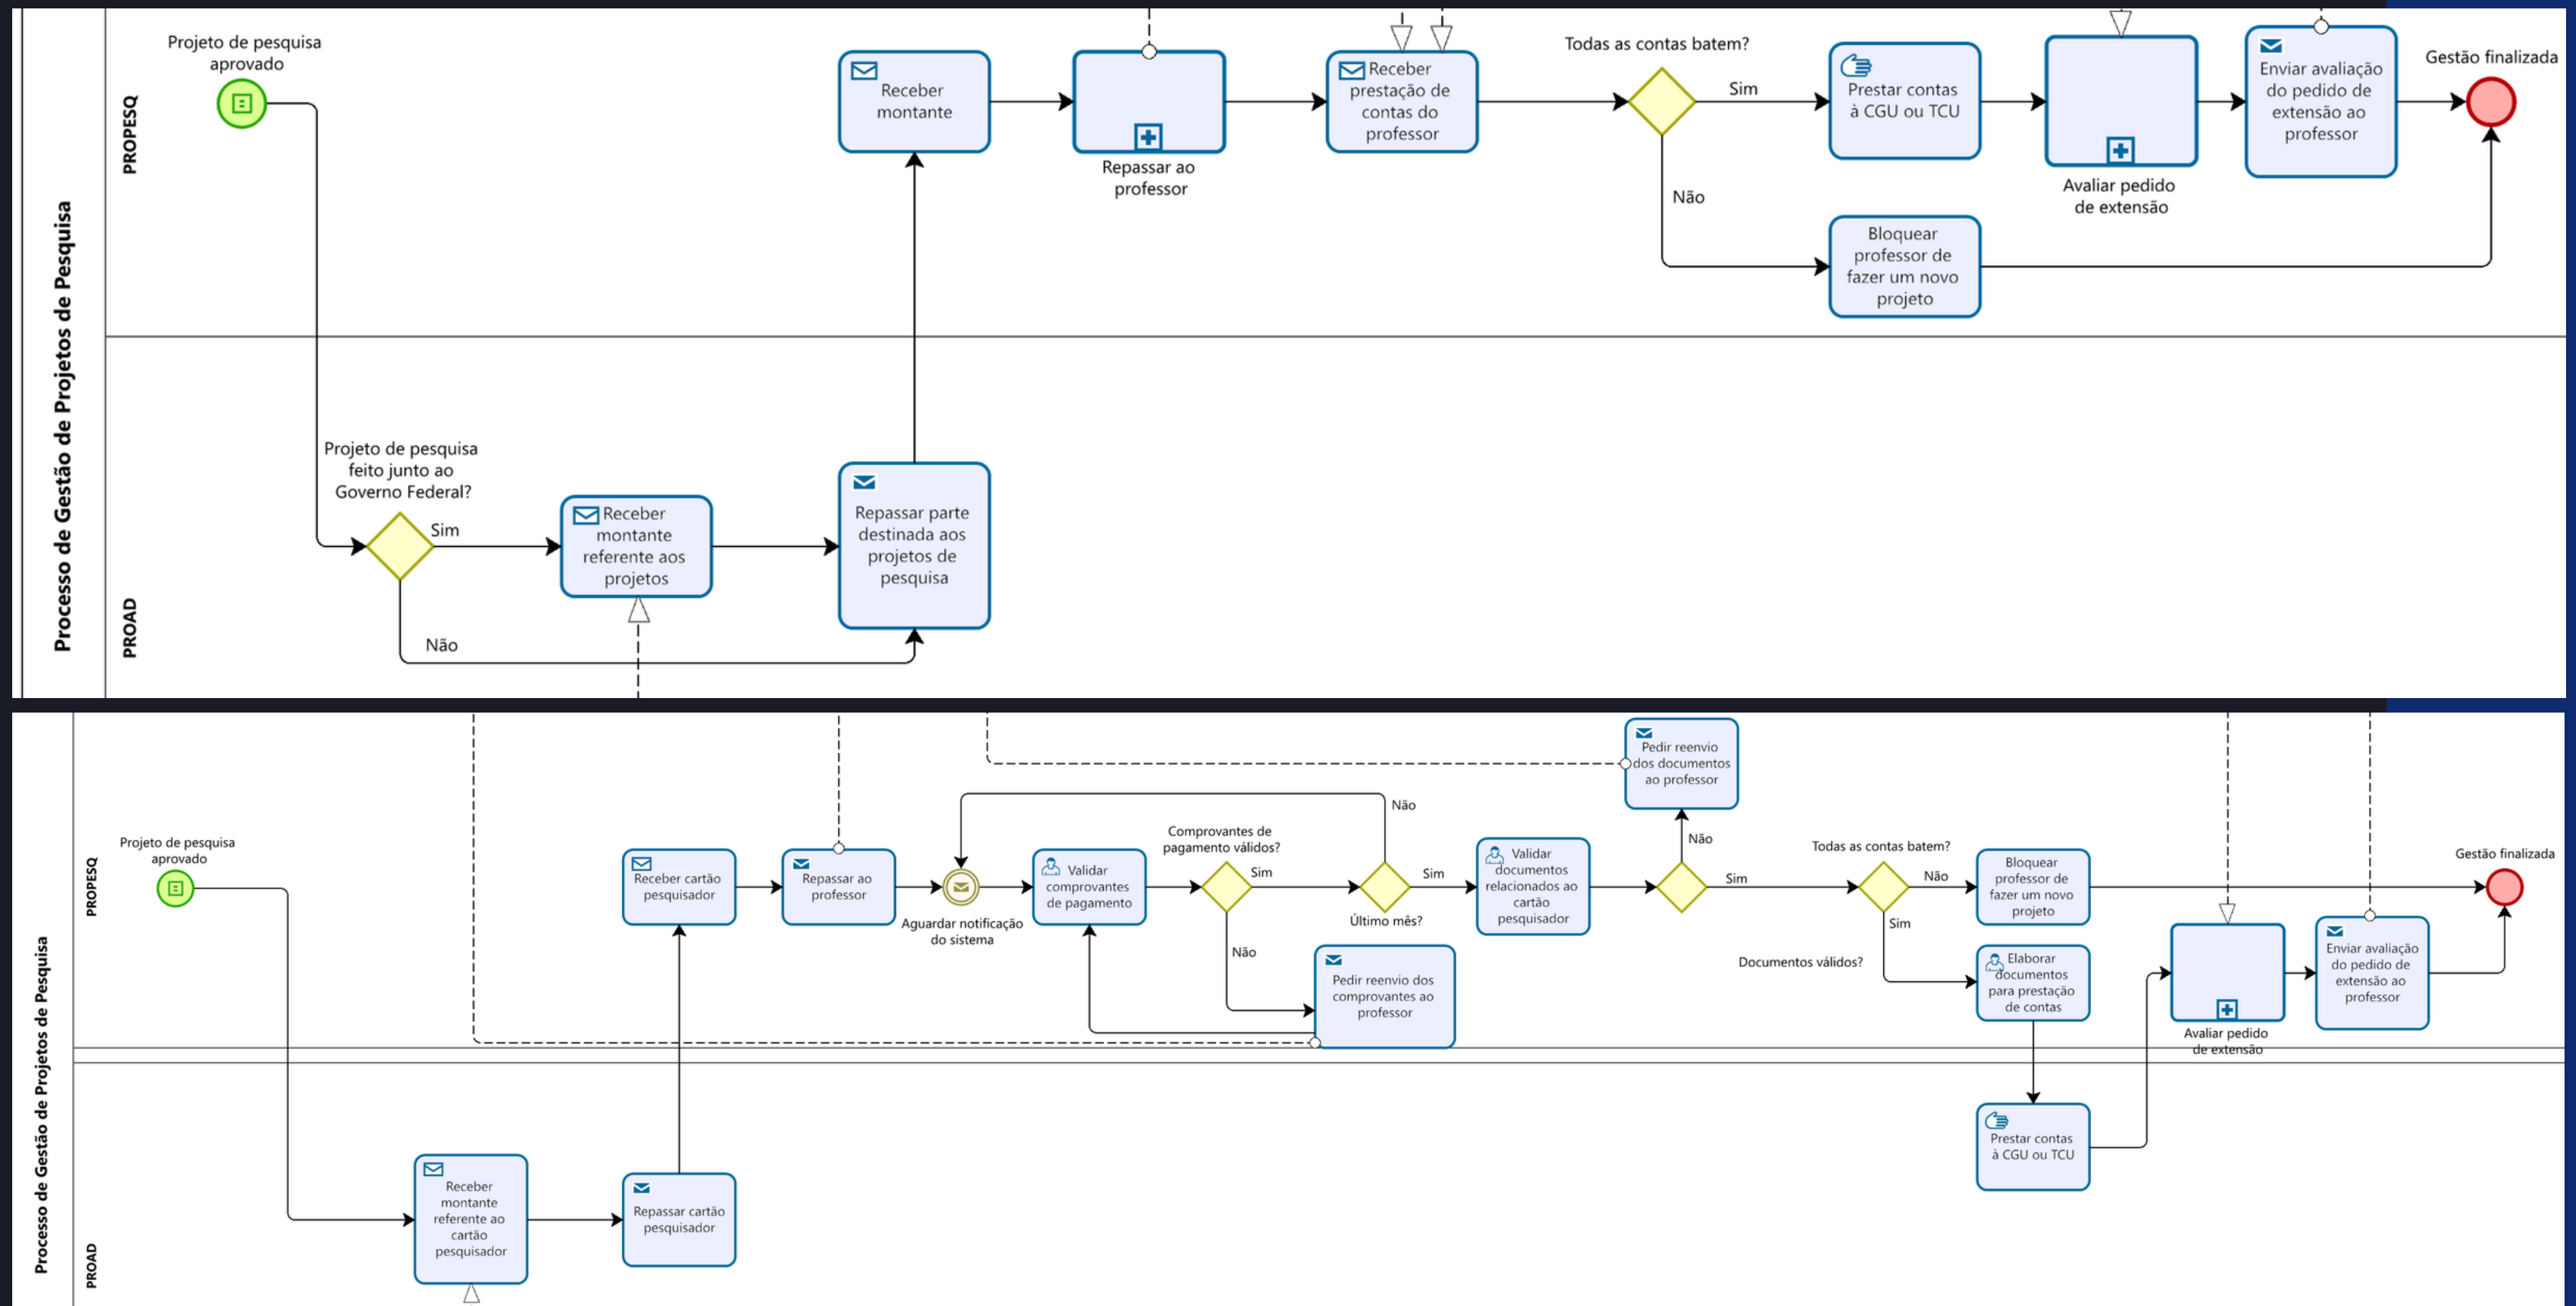 Processo de Gestão de Projetos de Pesquisa
PROPESQ
Projeto de pesquisa
aprovado
Receber
montante
Repassar ao
professor
Receber
prestação de
contas do
professor
Todas as contas batem?
Sim
Não
Prestar contas
à CGU ou TCU
Bloquear
professor de
fazer um novo
projeto
Avaliar pedido
de extensão
Enviar avaliação
do pedido de
extensão ao
professor
Gestão finalizada
PROAD
Projeto de pesquisa
feito junto ao
Governo Federal?
Sim
Não
Receber
montante
referente aos
projetos
Repassar parte
destinada aos
projetos de
pesquisa
Processo de Gestão de Projetos de Pesquisa
PROPESQ
Projeto de pesquisa
aprovado
Receber cartão
pesquisador
Repassar ao
professor
Aguardar notificação
do sistema
Validar
comprovantes
de pagamento
Comprovantes de
pagamento válidos?
Sim
Não
Pedir reenvio dos
comprovantes ao
professor
Último mês?
Não
Sim
Validar
documentos
relacionados ao
cartão
pesquisador
Não
Pedir reenvio
dos documentos
ao professor
Sim
Documentos válidos?
Todas as contas batem?
Não
Sim
Bloquear
professor de
fazer um novo
projeto
Elaborar
documentos
para prestação
de contas
Avaliar pedido
de extensão
Enviar avaliação
do pedido de
extensão ao
professor
Gestão finalizada
PROAD
Receber
montante
referente ao
cartão
pesquisador
Repassar cartão
pesquisador
Prestar contas
à CGU ou TCU